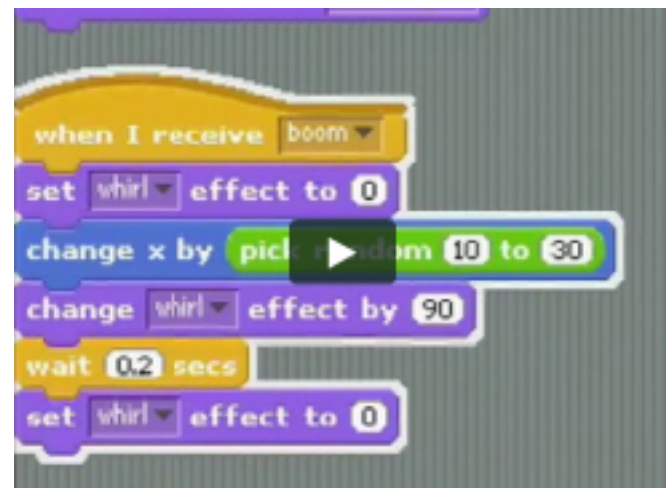 when I receive boom
set whirl effect to 0
change x by pick random 10 to 30
change whirl effect by 90
wait 0.2 secs
set whirl effect to 0